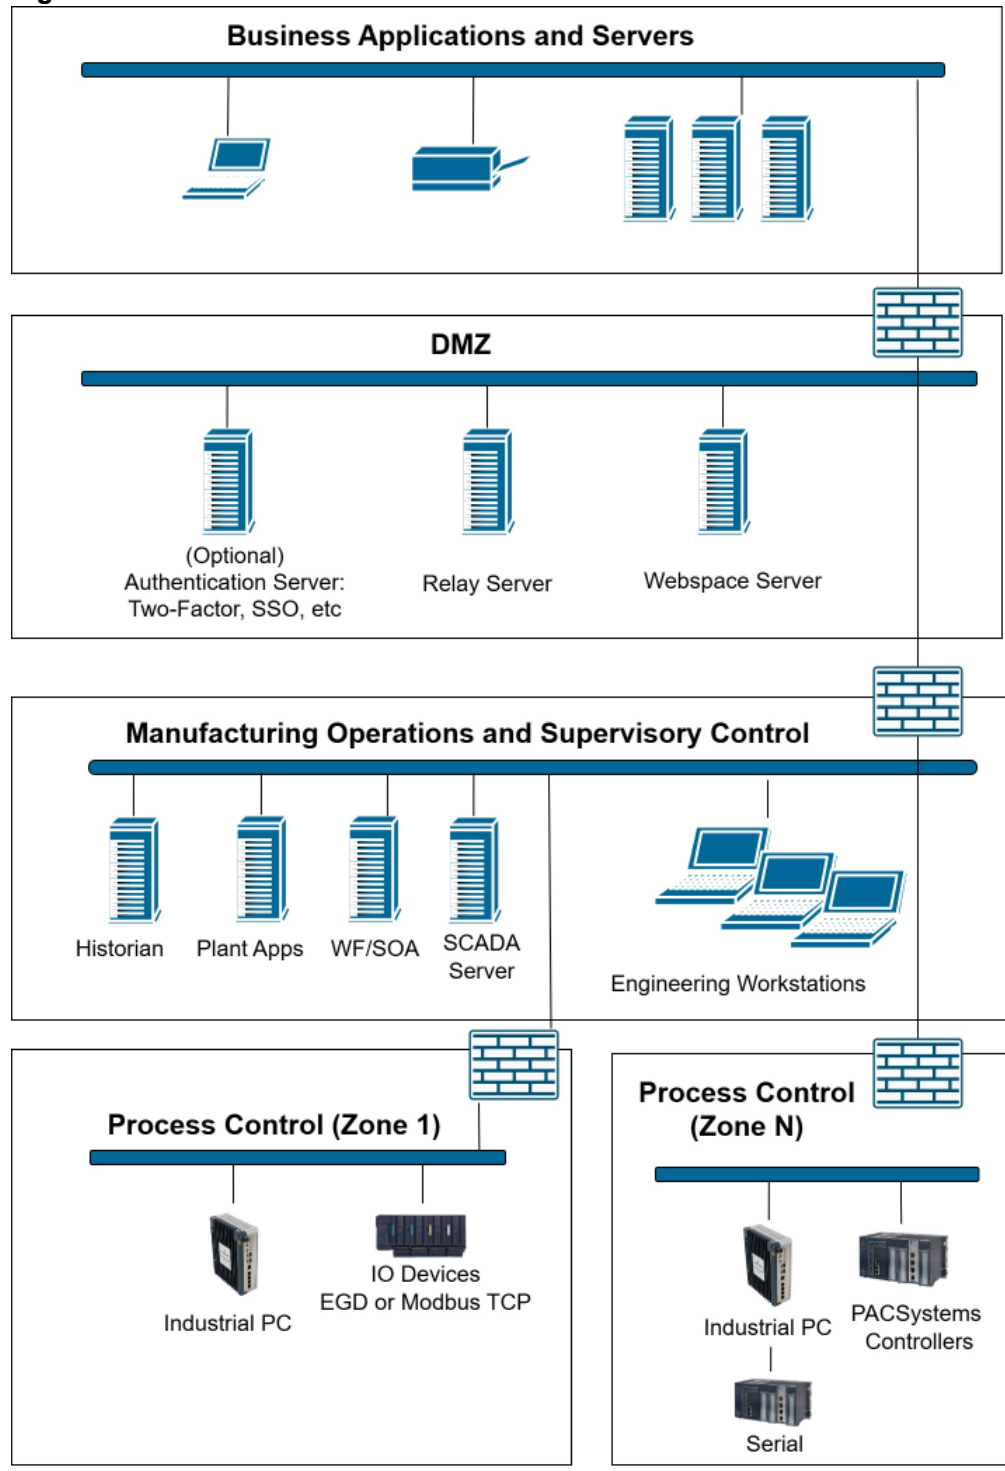 Business Applications and Servers
DMZ
(Optional)
Authentication Server:
Two-Factor, SSO, etc
Relay Server
Webspace Server
Manufacturing Operations and Supervisory Control
Historian
Plant Apps
WF/SOA
SCADA
Server
Engineering Workstations
Process Control (Zone 1)
Industrial PC
IO Devices
EGD or Modbus TCP
Process Control
(Zone N)
Industrial PC
PACSystems
Controllers
Serial